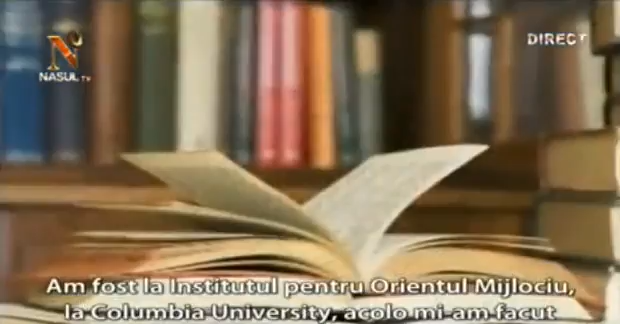 NASUL TV
DIRECT
Am fost la Institutul pentru Orientul Mijlociu,
la Columbia University, acolo mi-am facut